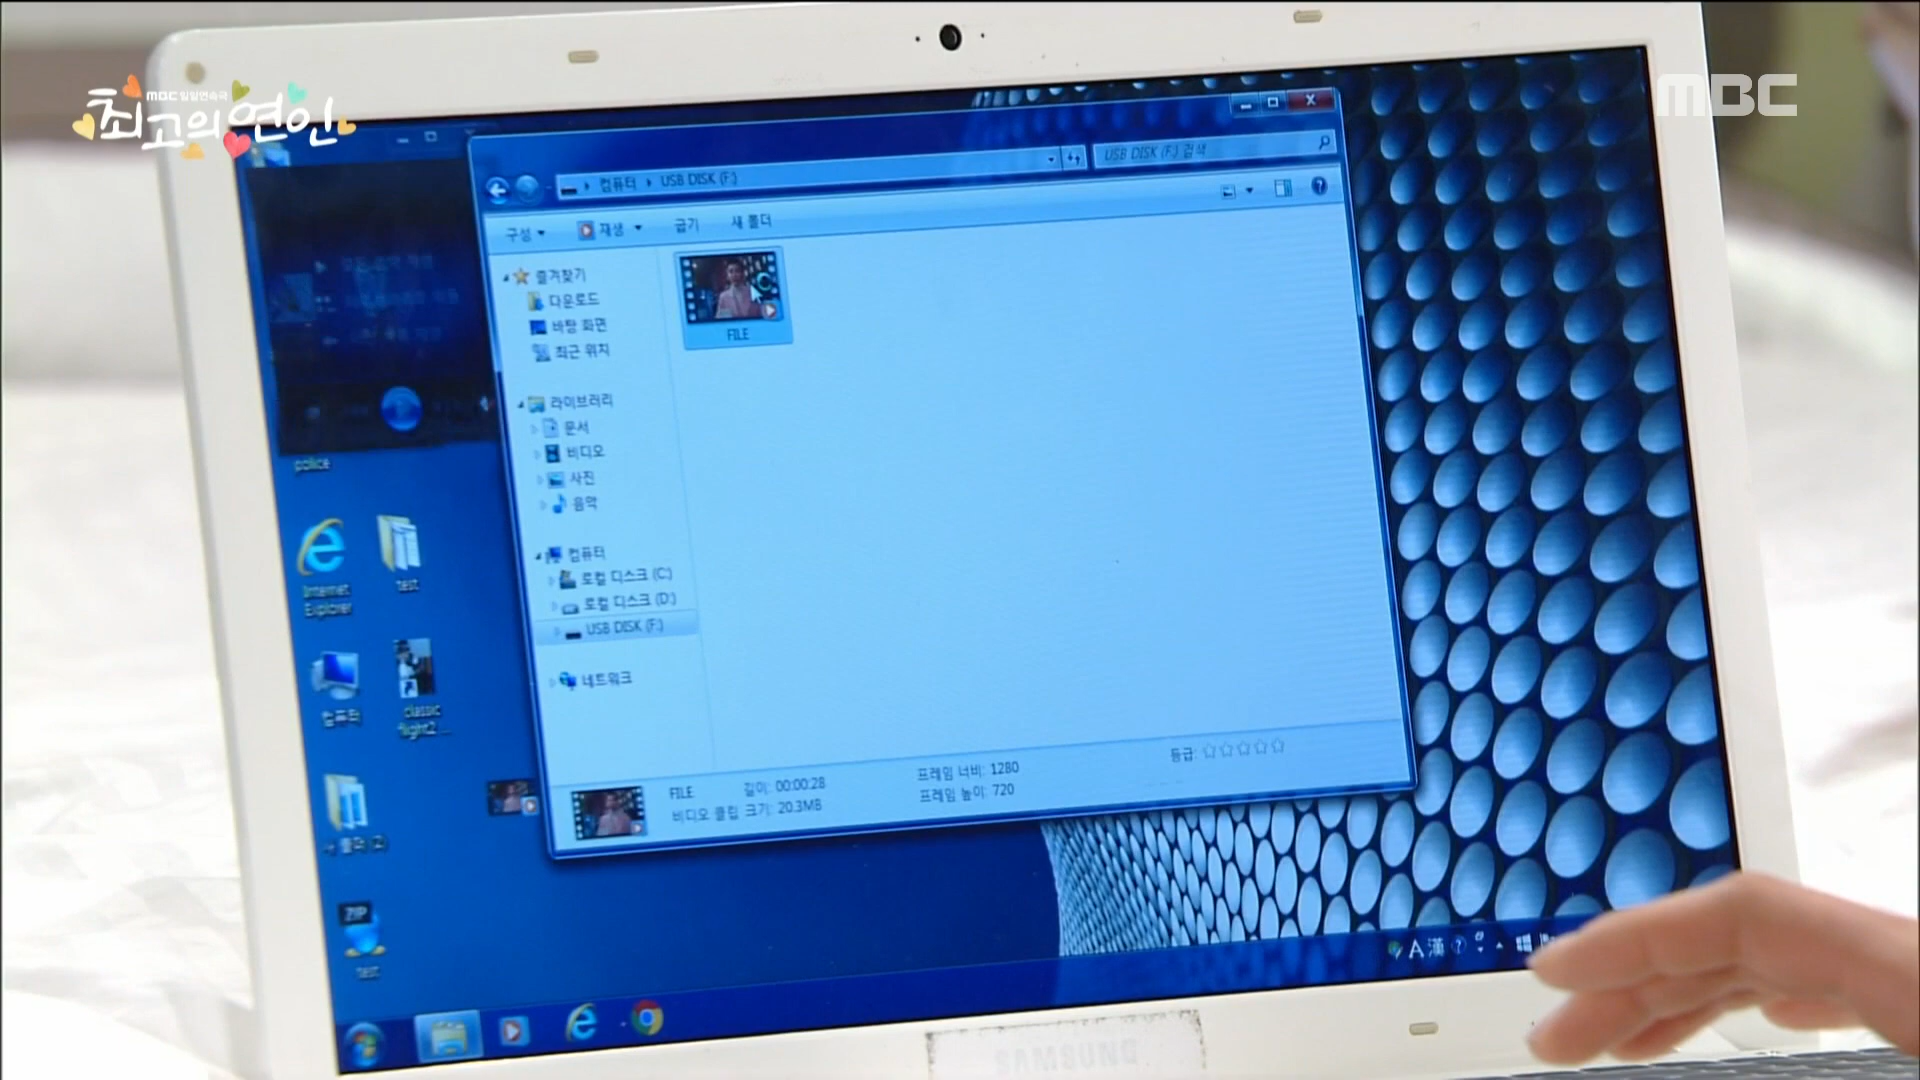 MBC 일일연속극
최고의 연인
MBC
컴퓨터 ▸ USB DISK (F:)
USB DISK (F:) 검색
구성
재생
굽기
새 폴더
즐겨찾기
다운로드
바탕 화면
최근 위치
라이브러리
문서
비디오
사진
음악
컴퓨터
로컬 디스크 (C:)
로컬 디스크 (D:)
USB DISK (F:)
네트워크
FILE
FILE
길이: 00:00:28
비디오 클립 크기: 20.3MB
프레임 너비: 1280
프레임 높이: 720
등급: ☆☆☆☆☆
police
Internet
Explorer
test
컴퓨터
classic
flight2 ...
ZIP
test
A 漢